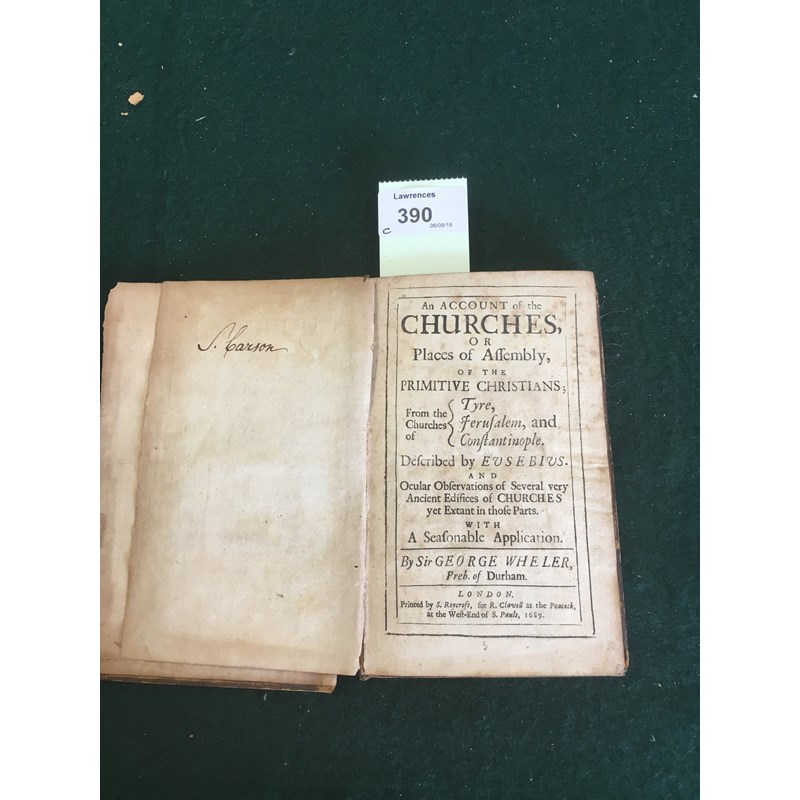 Lawrences
390
c
06/09/18
S. Carson
An ACCOUNT of the
CHURCHES,
OR
Places of Aſſembly,
OF THE
PRIMITIVE CHRISTIANS;
From the Churches of { Tyre,
Jeruſalem, and
Conſtantinople.
Deſcribed by EUSEBIUS.
AND
Ocular Obſervations of Several very
Ancient Edifices of CHURCHES
yet Extant in thoſe Parts.
WITH
A Seaſonable Application.
By Sir GEORGE WHELER,
Preb. of Durham.
LONDON,
Printed by S. Roycroft, for R. Clavell at the Peacock,
at the Weſt-End of S. Pauls, 1689.